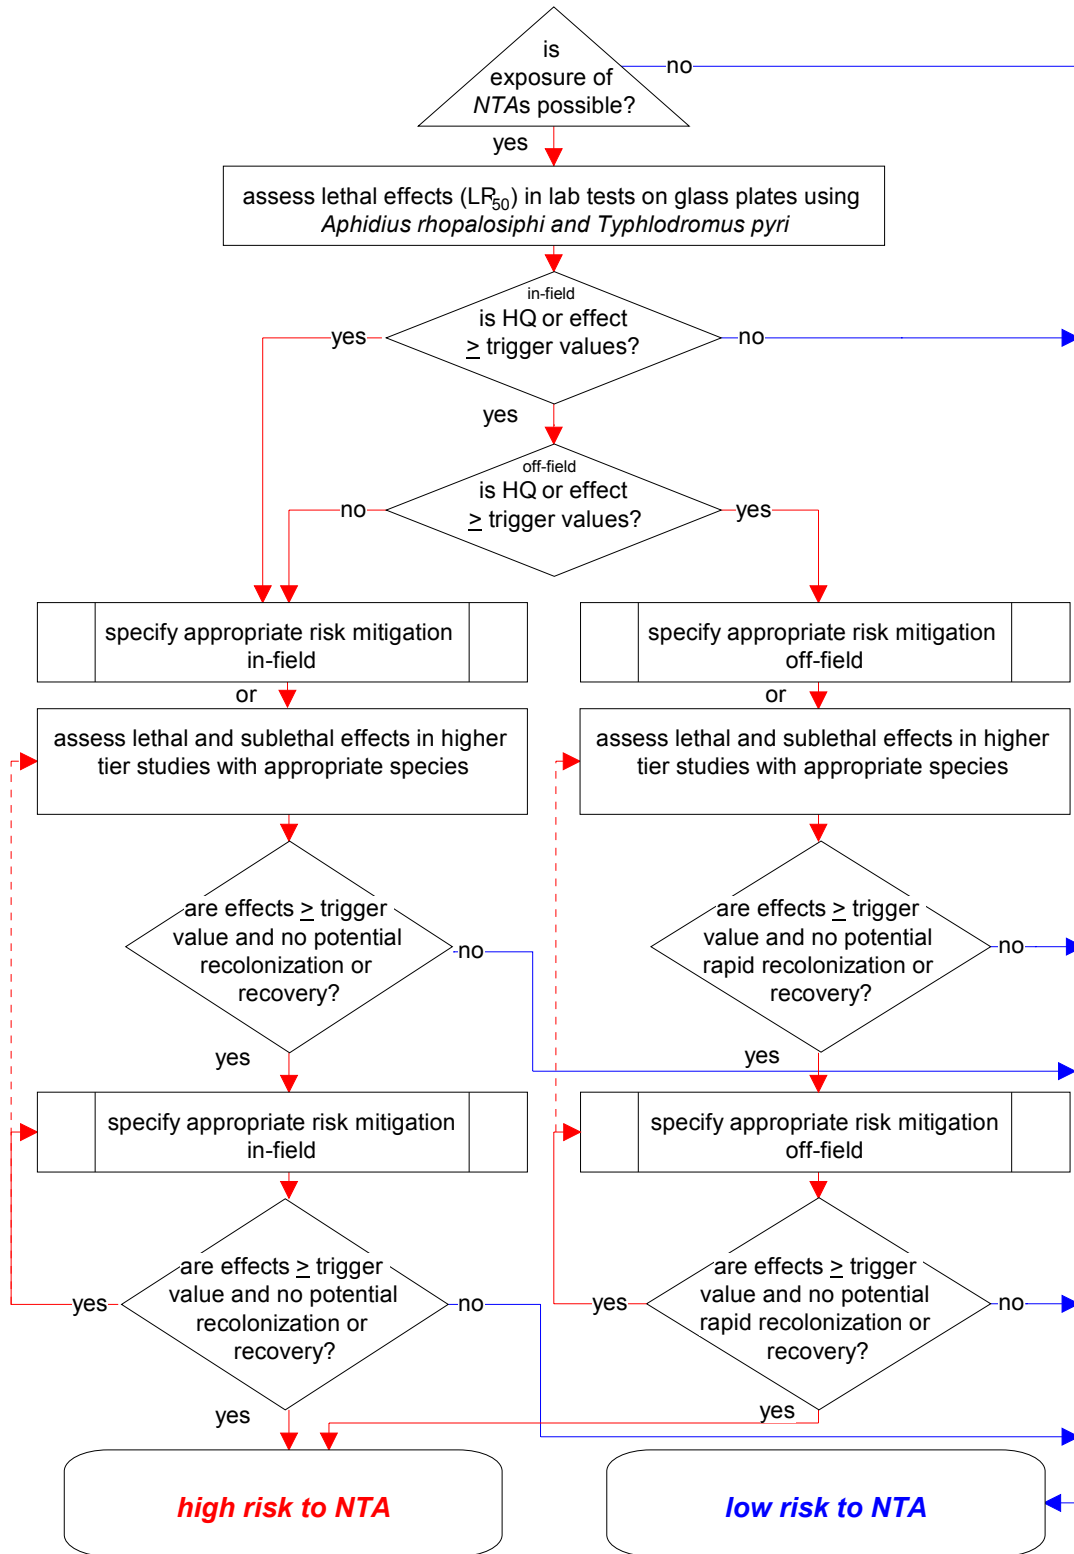 is
exposure of
NTAs possible?
no
yes
assess lethal effects (LR50) in lab tests on glass plates using
Aphidius rhopalosiphi and Typhlodromus pyri
in-field
is HQ or effect
≥ trigger values?
yes
no
yes
off-field
is HQ or effect
≥ trigger values?
no
yes
specify appropriate risk mitigation
in-field
specify appropriate risk mitigation
off-field
or
or
assess lethal and sublethal effects in higher
tier studies with appropriate species
assess lethal and sublethal effects in higher
tier studies with appropriate species
are effects ≥ trigger
value and no potential
recolonization or
recovery?
no
are effects ≥ trigger
value and no potential
rapid recolonization or
recovery?
no
yes
yes
specify appropriate risk mitigation
in-field
specify appropriate risk mitigation
off-field
are effects ≥ trigger
value and no potential
recolonization or
recovery?
yes
no
are effects ≥ trigger
value and no potential
rapid recolonization or
recovery?
yes
no
yes
yes
high risk to NTA
low risk to NTA